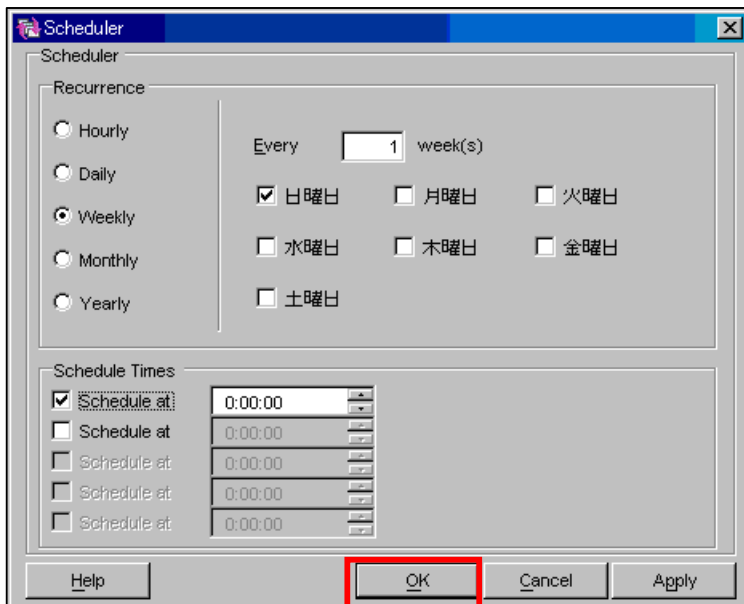 Scheduler
Scheduler
Recurrence
Hourly
Daily
Weekly
Monthly
Yearly
Every 1 week(s)
日曜日 月曜日 火曜日
水曜日 木曜日 金曜日
土曜日
Schedule Times
Schedule at 0:00:00
Schedule at 0:00:00
Schedule at 0:00:00
Schedule at 0:00:00
Schedule at 0:00:00
Help OK Cancel Apply